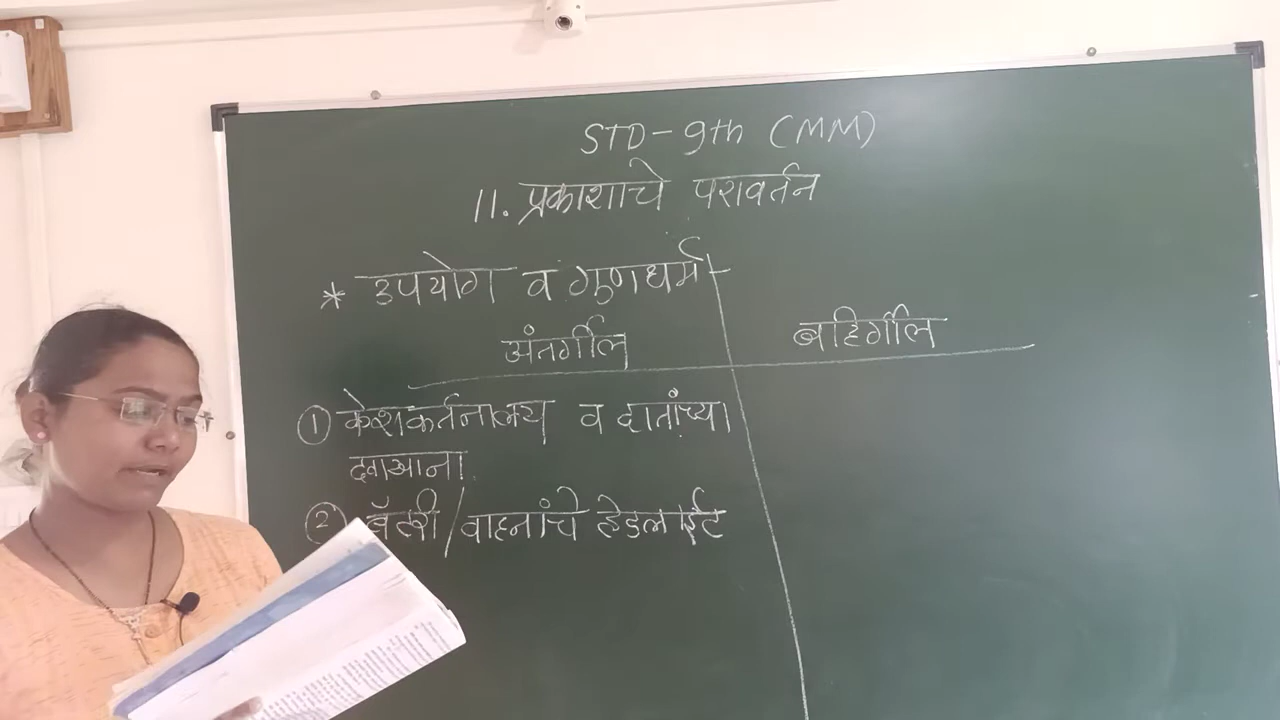 STD-9th (MM)
11. प्रकाशाचे परावर्तन
* उपयोग व गुणधर्म -
अंतर्गोल
बहिर्गोल
① केशकर्तनालय व दातांच्या
दवाखाना.
② बॅटरी/वाहनांचे हेडलाईट